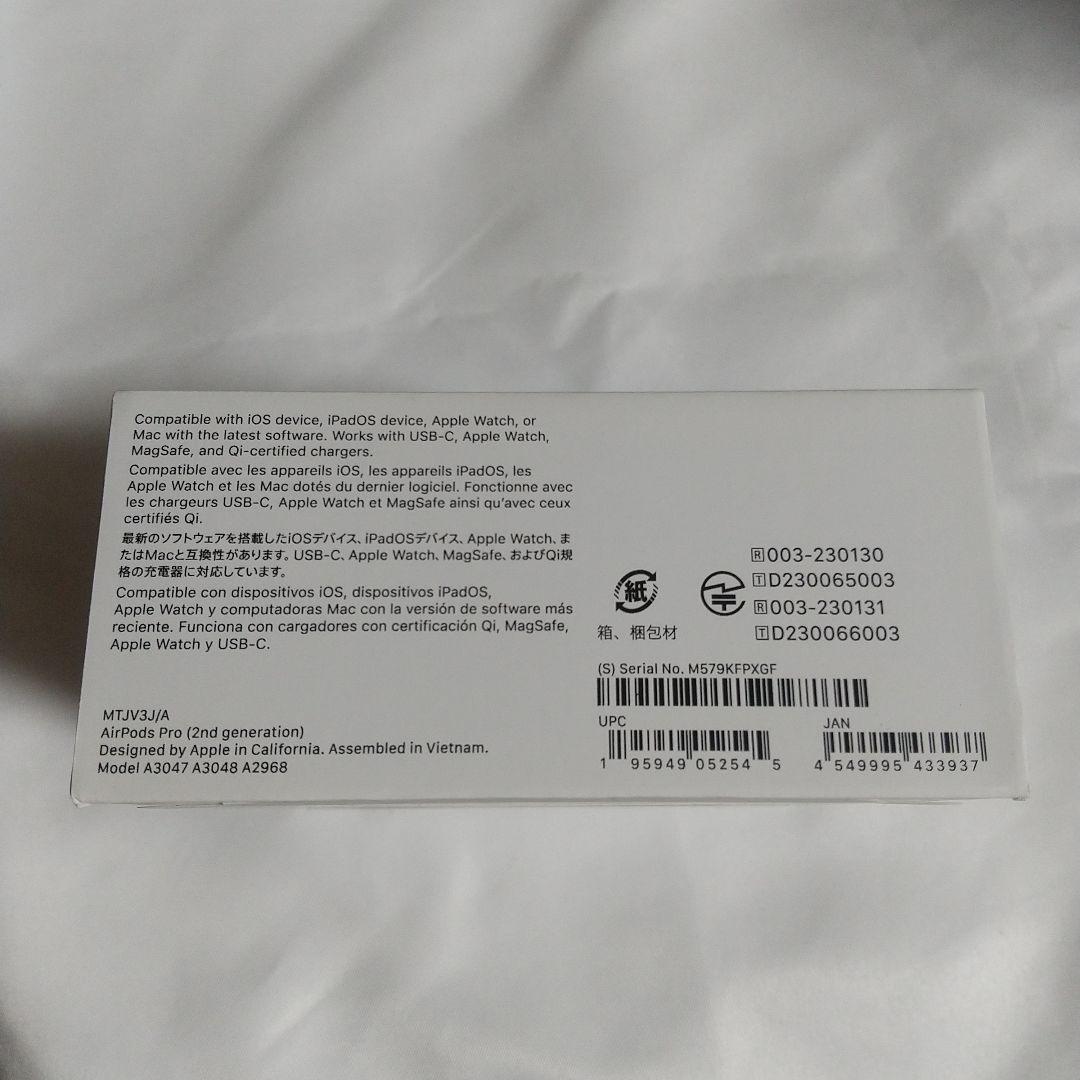 Compatible with iOS device, iPadOS device, Apple Watch, or
Mac with the latest software. Works with USB-C, Apple Watch,
MagSafe, and Qi-certified chargers.
Compatible avec les appareils iOS, les appareils iPadOS, les
Apple Watch et les Mac dotés du dernier logiciel. Fonctionne avec
les chargeurs USB-C, Apple Watch et MagSafe ainsi qu'avec ceux
certifiés Qi.
最新のソフトウェアを搭載したiOSデバイス、iPadOSデバイス、Apple Watch、ま
たはMacと互換性があります。USB-C、Apple Watch、MagSafe、およびQi規
格の充電器に対応しています。
Compatible con dispositivos iOS, dispositivos iPadOS,
Apple Watch y computadoras Mac con la versión de software más
reciente. Funciona con cargadores con certificación Qi, MagSafe,
Apple Watch y USB-C.
MTJV3J/A
AirPods Pro (2nd generation)
Designed by Apple in California. Assembled in Vietnam.
Model A3047 A3048 A2968
紙
箱、梱包材
R 003-230130
T D230065003
R 003-230131
T D230066003
(S) Serial No. M579KFPXGF
UPC
1 95949 05254 5
JAN
4 549995 433937